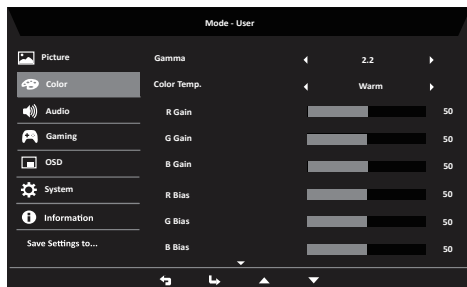 Mode - User
Picture
Gamma 2.2
Color
Color Temp. Warm
Audio
R Gain 50
Gaming
G Gain 50
OSD
B Gain 50
System
R Bias 50
Information
G Bias 50
Save Settings to...
B Bias 50